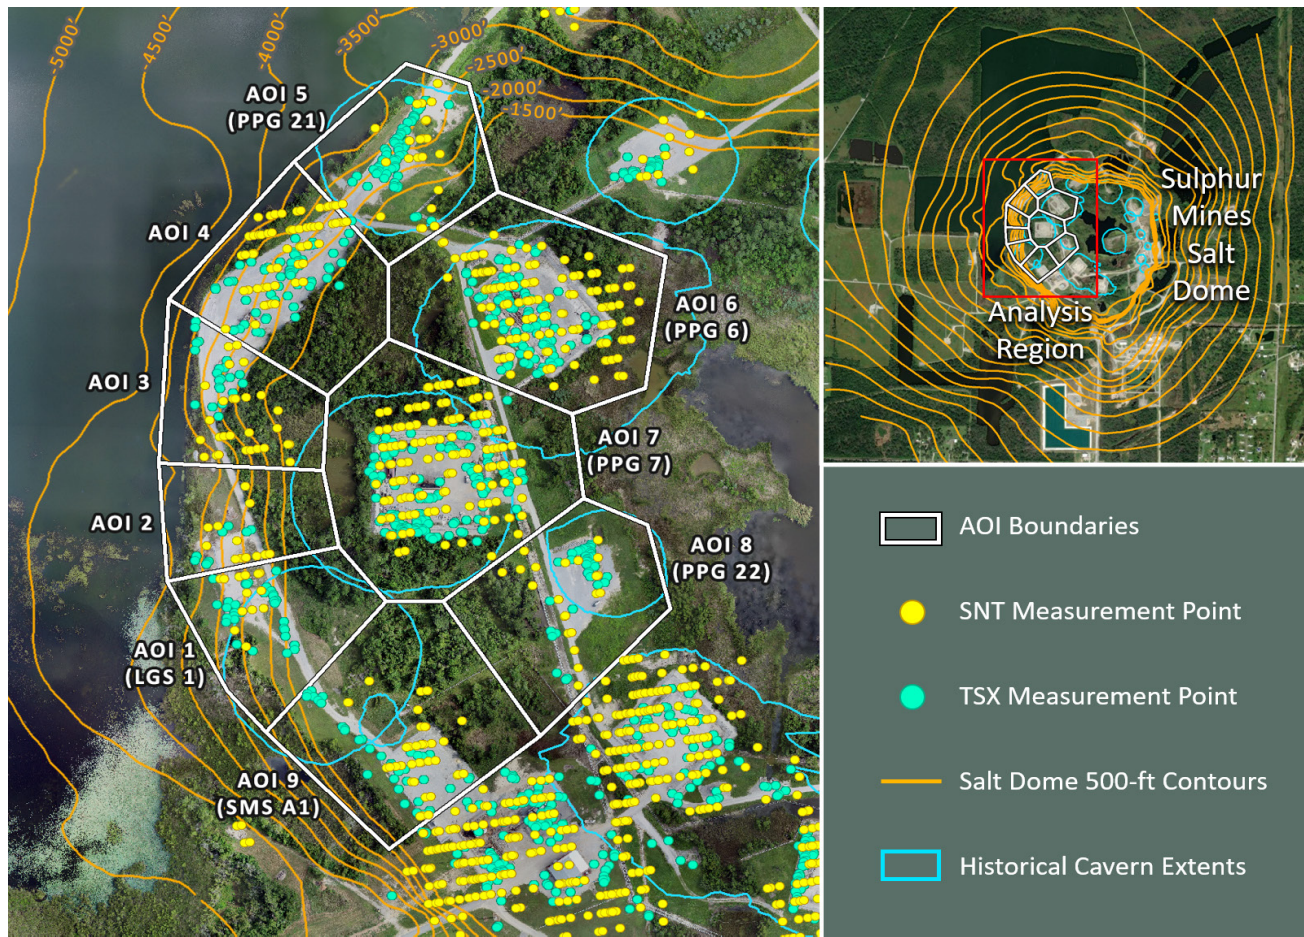 -5000'
-4500'
-4000'
-3500'
-3000'
-2500'
-2000'
-1500'
AOI 5
(PPG 21)
AOI 4
AOI 3
AOI 2
AOI 1
(LGS 1)
AOI 9
(SMS A1)
AOI 6
(PPG 6)
AOI 7
(PPG 7)
AOI 8
(PPG 22)
Sulphur
Mines
Salt
Dome
Analysis
Region
AOI Boundaries
SNT Measurement Point
TSX Measurement Point
Salt Dome 500-ft Contours
Historical Cavern Extents